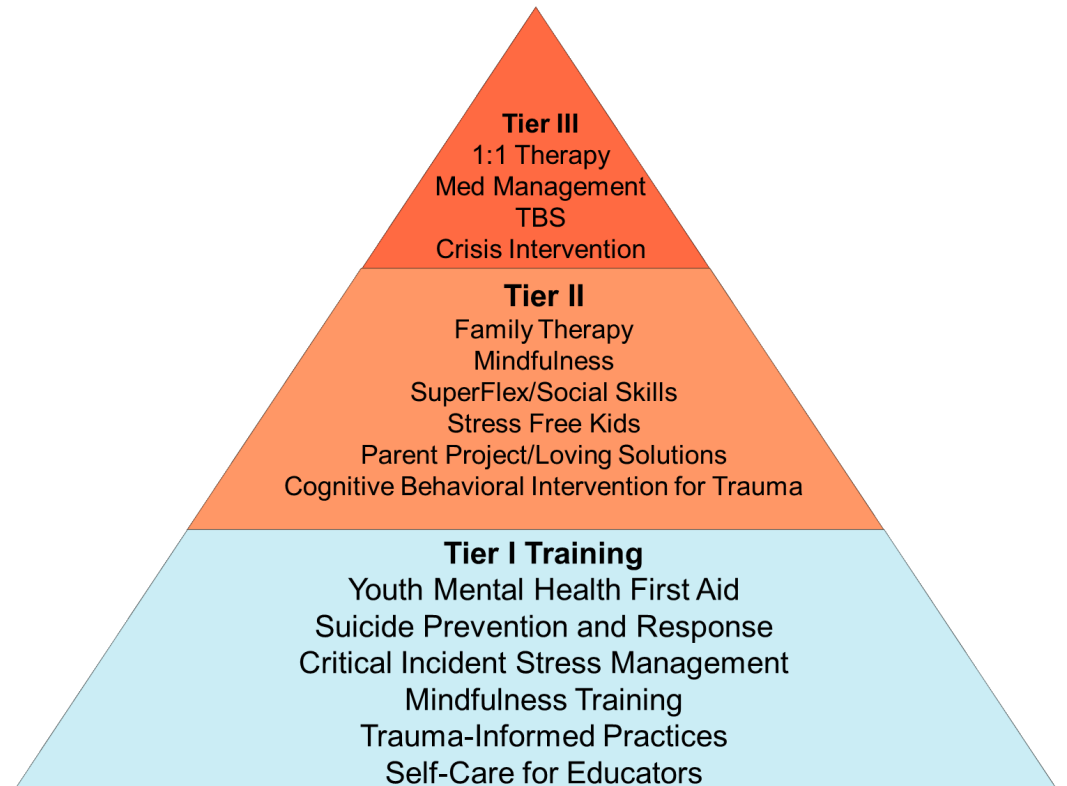 Tier III
1:1 Therapy
Med Management
TBS
Crisis Intervention
Tier II
Family Therapy
Mindfulness
SuperFlex/Social Skills
Stress Free Kids
Parent Project/Loving Solutions
Cognitive Behavioral Intervention for Trauma
Tier I Training
Youth Mental Health First Aid
Suicide Prevention and Response
Critical Incident Stress Management
Mindfulness Training
Trauma-Informed Practices
Self-Care for Educators